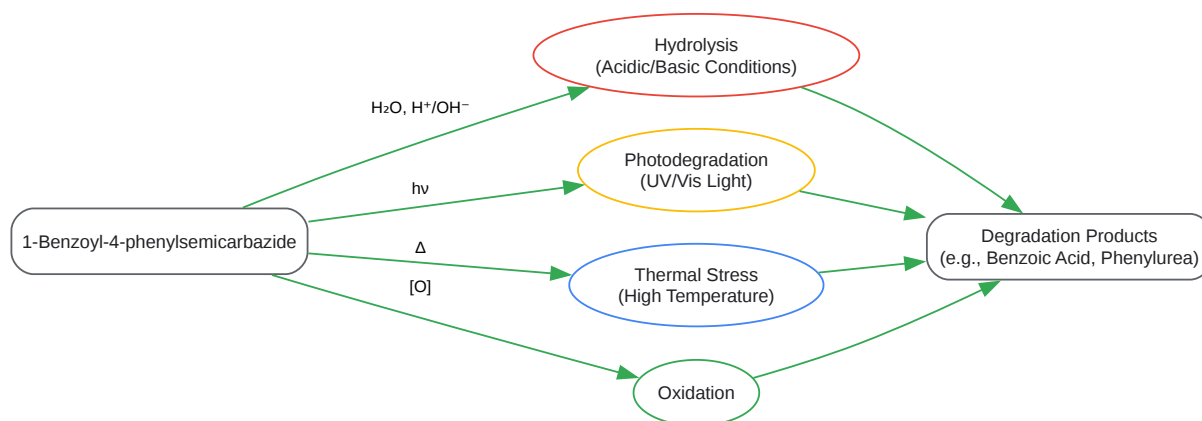 Hydrolysis
(Acidic/Basic Conditions)
H₂O, H⁺/OH⁻
Photodegradation
(UV/Vis Light)
hν
1-Benzoyl-4-phenylsemicarbazide
Degradation Products
(e.g., Benzoic Acid, Phenylurea)
Δ
Thermal Stress
(High Temperature)
[O]
Oxidation